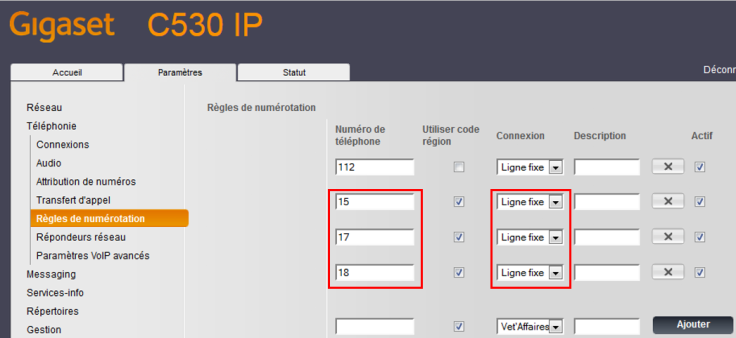 Gigaset C530 IP
Accueil Paramètres Statut Déconn
Réseau
Téléphonie
Connexions
Audio
Attribution de numéros
Transfert d'appel
Règles de numérotation
Répondeurs réseau
Paramètres VoIP avancés
Messaging
Services-info
Répertoires
Gestion
Règles de numérotation
Numéro de téléphone Utiliser code région Connexion Description Actif
112 Ligne fixe
15 Ligne fixe
17 Ligne fixe
18 Ligne fixe
Vet'Affaires Ajouter